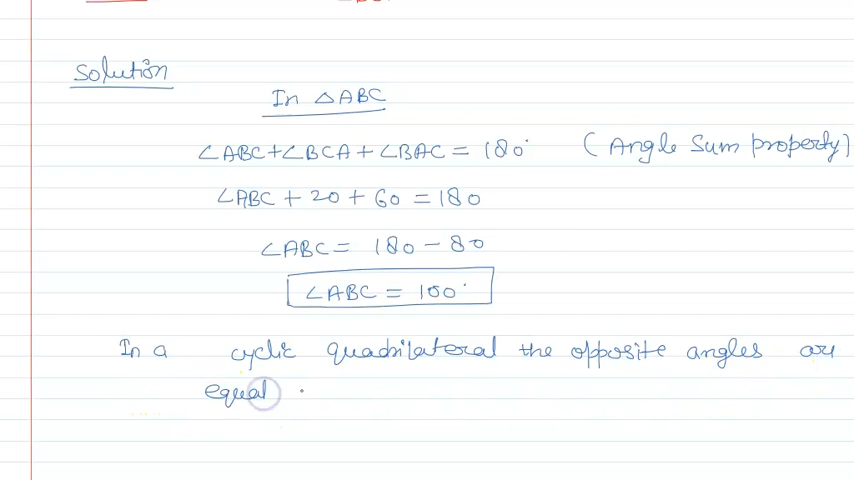 Solution
In △ABC
∠ABC+∠BCA+∠BAC = 180° (Angle Sum property)
∠ABC + 20 + 60 = 180
∠ABC = 180 - 80
∠ABC = 100°
In a cyclic quadrilateral the opposite angles are
equal .